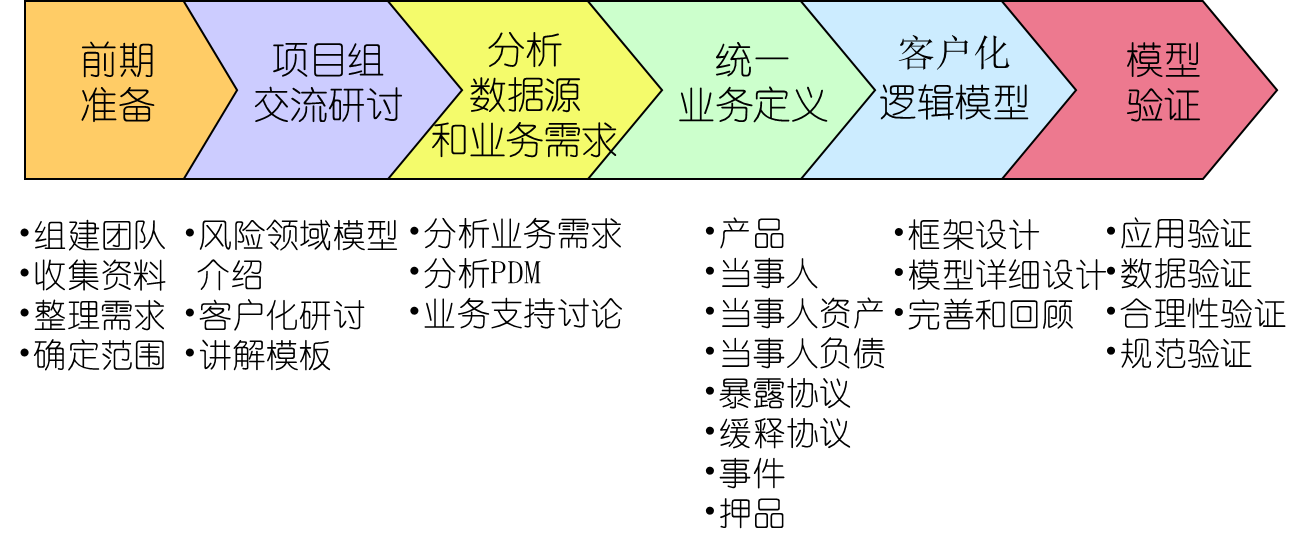 前期
准备
项目组
交流研讨
分析
数据源
和业务需求
统一
业务定义
客户化
逻辑模型
模型
验证
•组建团队
•收集资料
•整理需求
•确定范围
•风险领域模型
介绍
•客户化研讨
•讲解模板
•分析业务需求
•分析PDM
•业务支持讨论
•产品
•当事人
•当事人资产
•当事人负债
•暴露协议
•缓释协议
•事件
•押品
•框架设计
•模型详细设计
•完善和回顾
•应用验证
•数据验证
•合理性验证
•规范验证